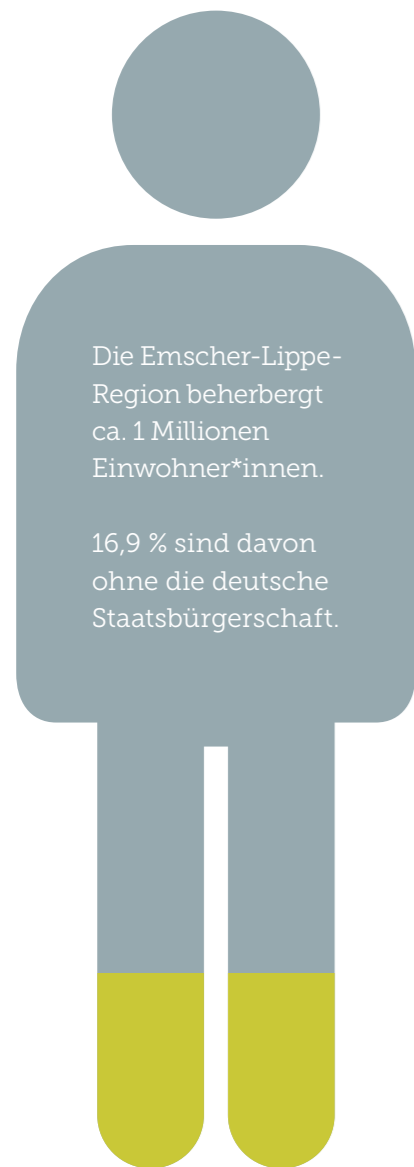 Die Emscher-Lippe-
Region beherbergt
ca. 1 Millionen
Einwohner*innen.
16,9 % sind davon
ohne die deutsche
Staatsbürgerschaft.